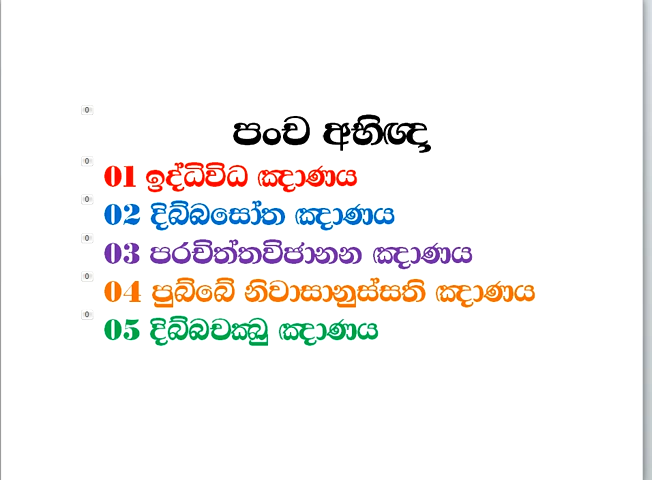 පංච අභිඥා
01 ඉද්ධිවිධ ඤාණය
02 දිබ්බසෝත ඤාණය
03 පරචිත්තවිජානන ඤාණය
04 පුබ්බේ නිවාසානුස්සති ඤාණය
05 දිබ්බචක්ඛු ඤාණය